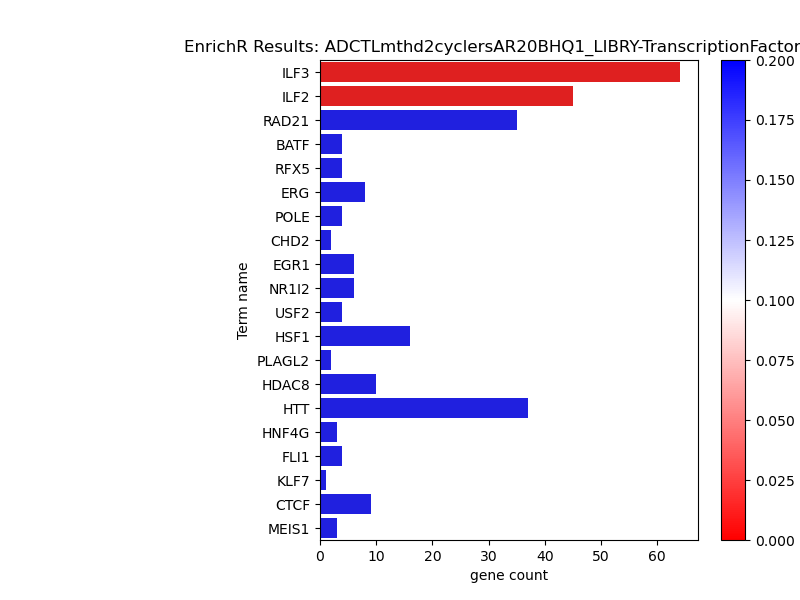 EnrichR Results: ADCTLmthd2cyclersAR20BHQ1_LIBRY-TranscriptionFactor
ILF3
ILF2
RAD21
BATF
RFX5
ERG
POLE
CHD2
EGR1
NR1I2
USF2
HSF1
PLAGL2
HDAC8
HTT
HNF4G
FLI1
KLF7
CTCF
MEIS1
Term name
0 10 20 30 40 50 60
gene count
0.200
0.175
0.150
0.125
0.100
0.075
0.050
0.025
0.000